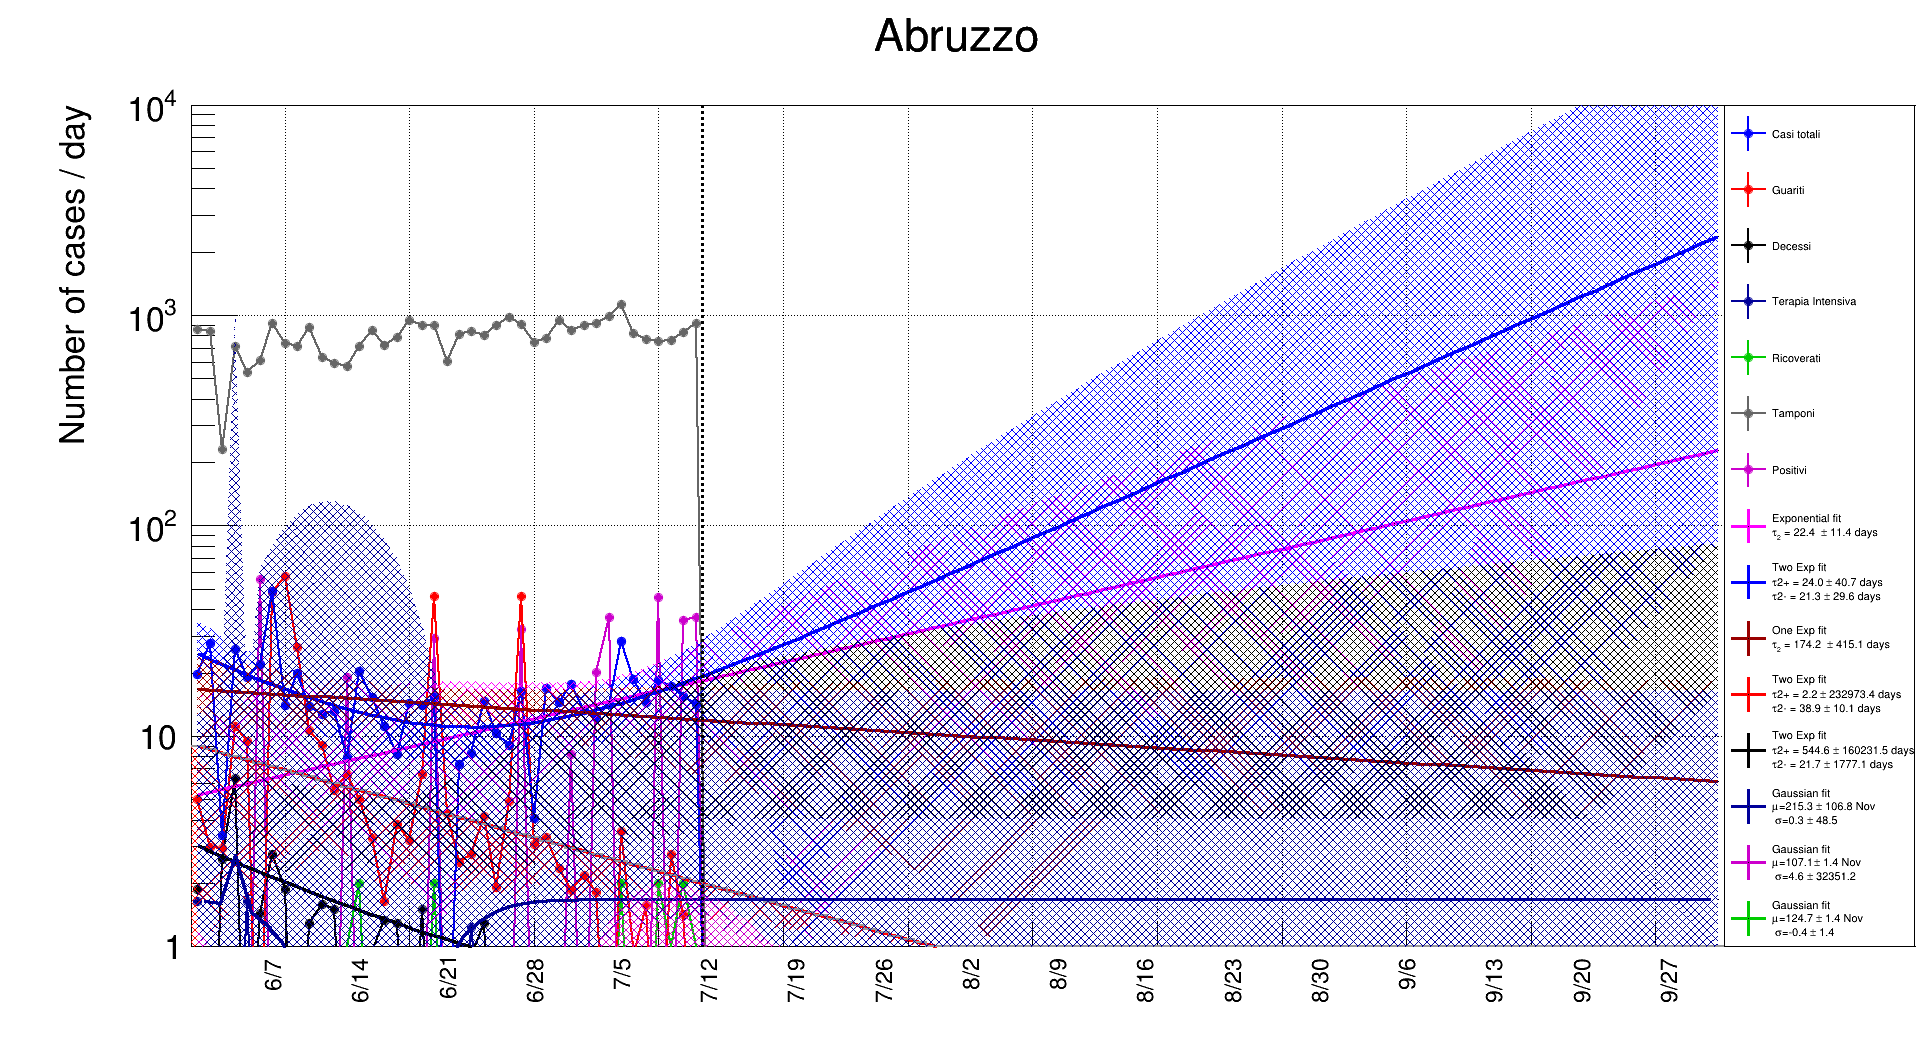 Abruzzo
Number of cases / day
10^4
10^3
10^2
10
1
6/7
6/14
6/21
6/28
7/5
7/12
7/19
7/26
8/2
8/9
8/16
8/23
8/30
9/6
9/13
9/20
9/27
Casi totali
Guariti
Decessi
Terapia Intensiva
Ricoverati
Tamponi
Positivi
Exponential fit
τ₂ = 22.4 ± 11.4 days
Two Exp fit
τ2+ = 24.0 ± 40.7 days
τ2- = 21.3 ± 29.6 days
One Exp fit
τ₂ = 174.2 ± 415.1 days
Two Exp fit
τ2+ = 2.2 ± 232973.4 days
τ2- = 38.9 ± 10.1 days
Two Exp fit
τ2+ = 544.6 ± 160231.5 days
τ2- = 21.7 ± 1777.1 days
Gaussian fit
μ=215.3 ± 106.8 Nov
σ=0.3 ± 48.5
Gaussian fit
μ=107.1 ± 1.4 Nov
σ=4.6 ± 32351.2
Gaussian fit
μ=124.7 ± 1.4 Nov
σ=-0.4 ± 1.4